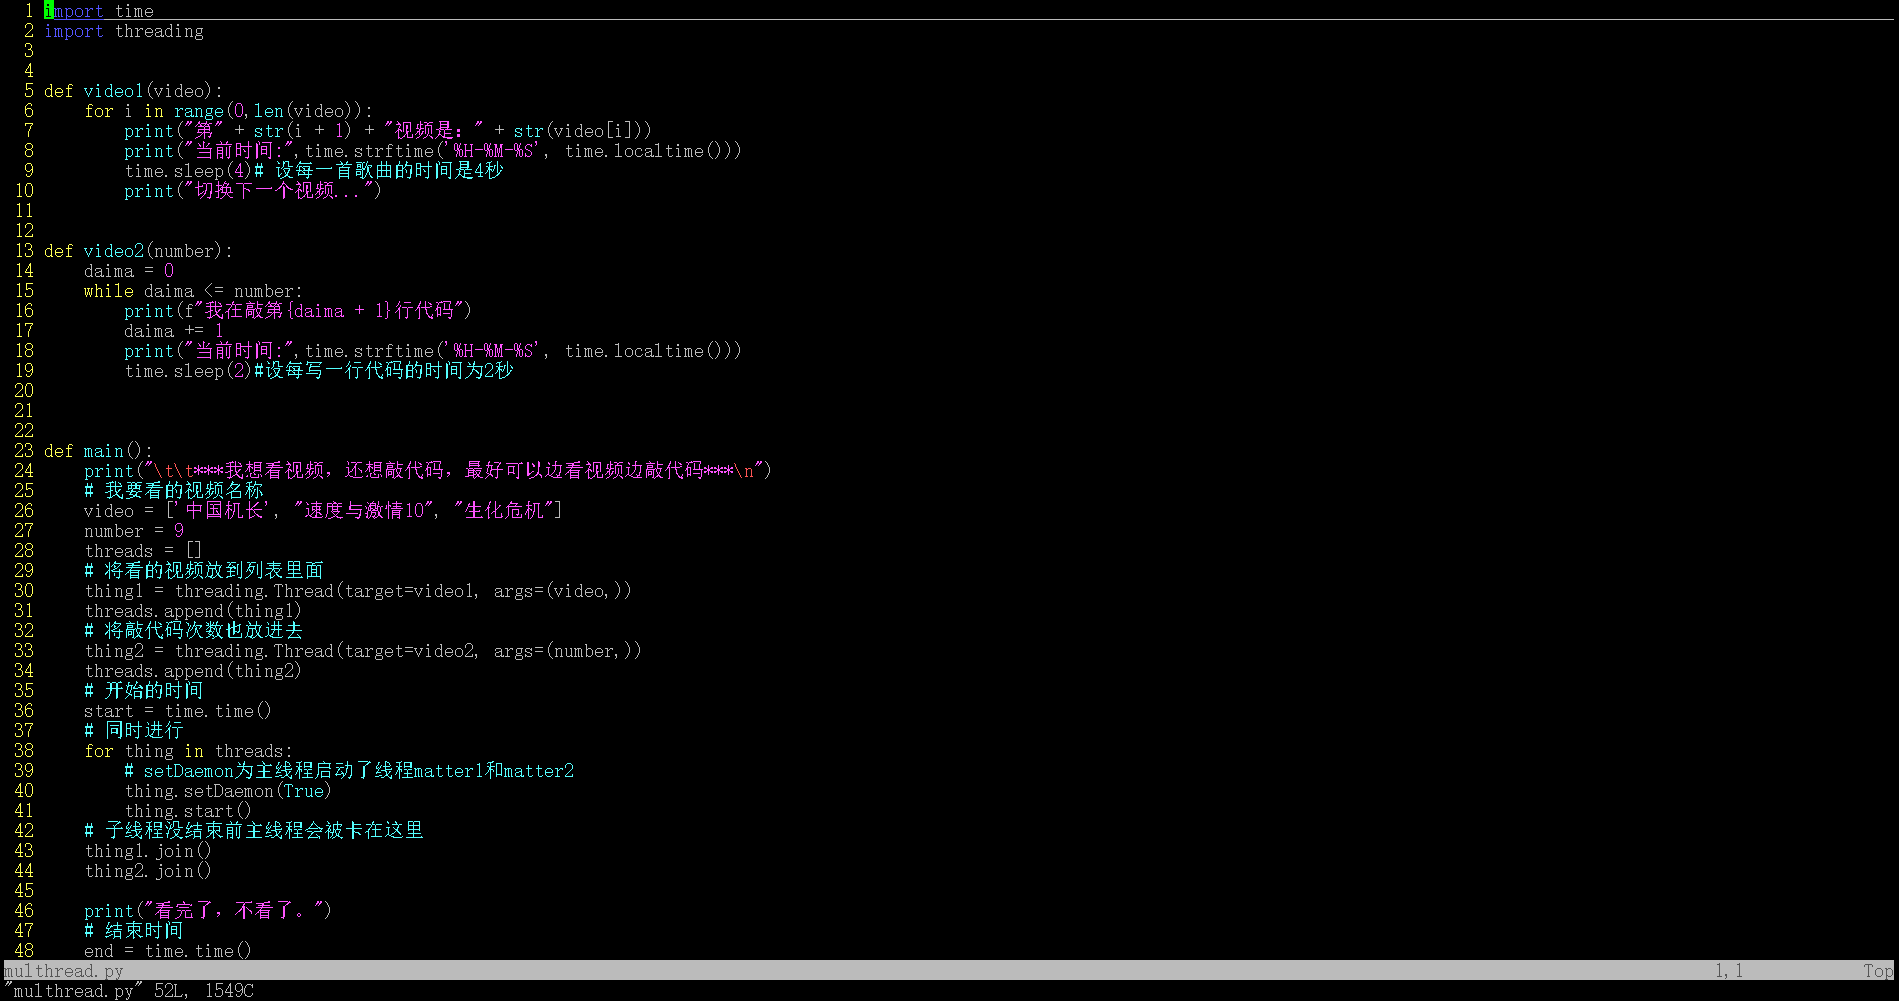 1 import time
2 import threading
3
4
5 def video1(video):
6     for i in range(0,len(video)):
7         print("第" + str(i + 1) + "视频是：" + str(video[i]))
8         print("当前时间:",time.strftime('%H-%M-%S', time.localtime()))
9         time.sleep(4)# 设每一首歌曲的时间是4秒
10         print("切换下一个视频...")
11
12
13 def video2(number):
14     daima = 0
15     while daima <= number:
16         print(f"我在敲第{daima + 1}行代码")
17         daima += 1
18         print("当前时间:",time.strftime('%H-%M-%S', time.localtime()))
19         time.sleep(2)#设每写一行代码的时间为2秒
20
21
22
23 def main():
24     print("\t\t***我想看视频，还想敲代码，最好可以边看视频边敲代码***\n")
25     # 我要看的视频名称
26     video = ['中国机长', "速度与激情10", "生化危机"]
27     number = 9
28     threads = []
29     # 将看的视频放到列表里面
30     thing1 = threading.Thread(target=video1, args=(video,))
31     threads.append(thing1)
32     # 将敲代码次数也放进去
33     thing2 = threading.Thread(target=video2, args=(number,))
34     threads.append(thing2)
35     # 开始的时间
36     start = time.time()
37     # 同时进行
38     for thing in threads:
39         # setDaemon为主线程启动了线程matter1和matter2
40         thing.setDaemon(True)
41         thing.start()
42     # 子线程没结束前主线程会被卡在这里
43     thing1.join()
44     thing2.join()
45
46     print("看完了，不看了。")
47     # 结束时间
48     end = time.time()
multhread.py 1,1 Top
"multhread.py" 52L, 1549C